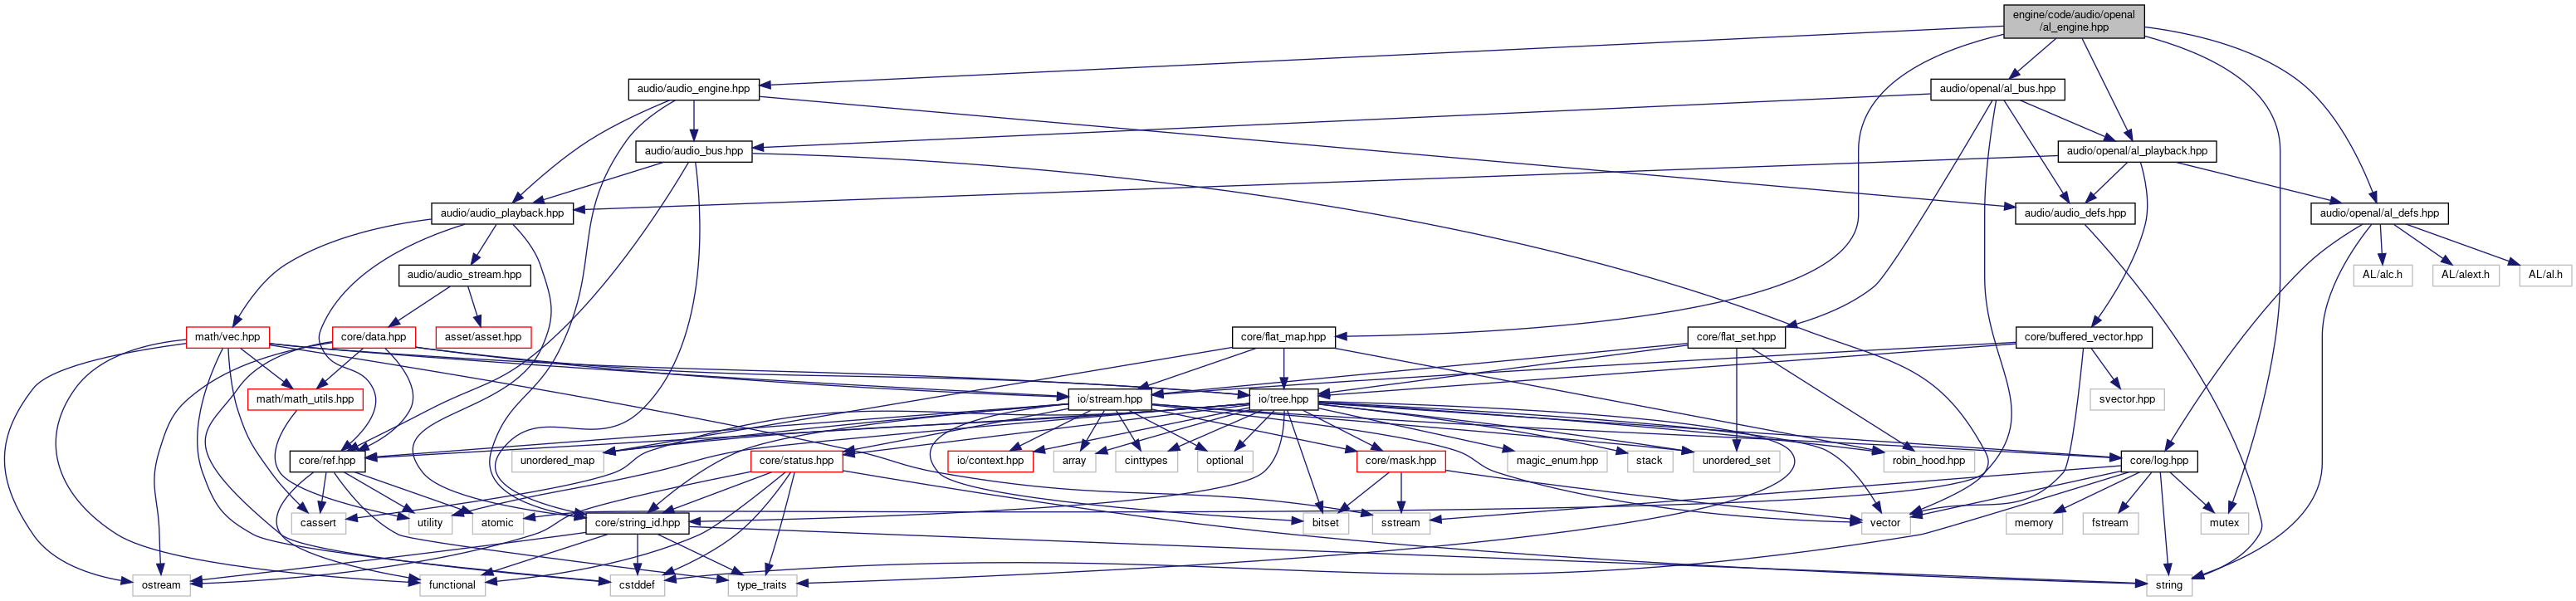 engine/code/audio/openal
/al_engine.hpp
audio/audio_engine.hpp
audio/openal/al_bus.hpp
audio/audio_bus.hpp
audio/openal/al_playback.hpp
audio/audio_playback.hpp
audio/audio_defs.hpp
audio/openal/al_defs.hpp
audio/audio_stream.hpp
AL/alc.h
AL/alext.h
AL/al.h
math/vec.hpp
core/data.hpp
asset/asset.hpp
core/flat_map.hpp
core/flat_set.hpp
core/buffered_vector.hpp
math/math_utils.hpp
io/stream.hpp
io/tree.hpp
svector.hpp
core/ref.hpp
unordered_map
core/status.hpp
io/context.hpp
array
cinttypes
optional
core/mask.hpp
magic_enum.hpp
stack
unordered_set
robin_hood.hpp
core/log.hpp
cassert
utility
atomic
core/string_id.hpp
bitset
sstream
vector
memory
fstream
mutex
ostream
functional
cstddef
type_traits
string